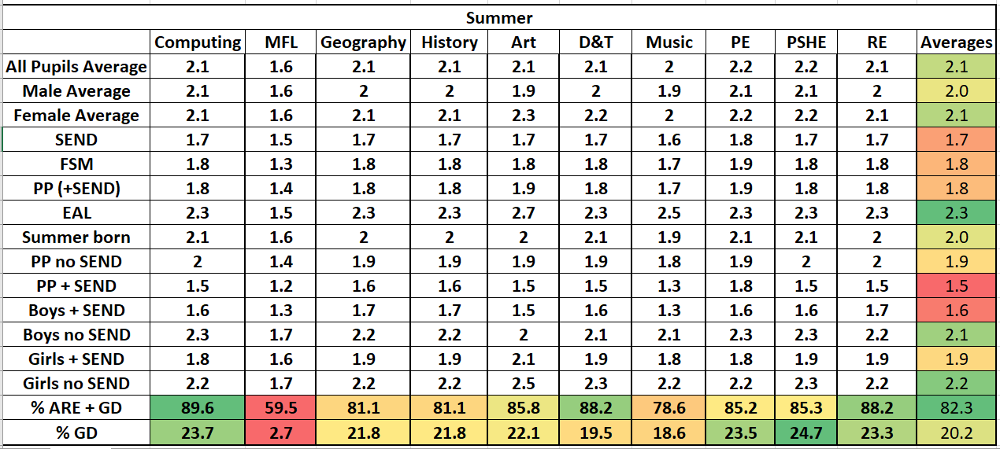 Summer
Computing MFL Geography History Art D&T Music PE PSHE RE Averages
All Pupils Average 2.1 1.6 2.1 2.1 2.1 2.1 2 2.2 2.2 2.1 2.1
Male Average 2.1 1.6 2 2 1.9 2 1.9 2.1 2.1 2 2.0
Female Average 2.1 1.6 2.1 2.1 2.3 2.2 2 2.2 2.2 2.1 2.1
SEND 1.7 1.5 1.7 1.7 1.7 1.7 1.6 1.8 1.7 1.7 1.7
FSM 1.8 1.3 1.8 1.8 1.8 1.8 1.7 1.9 1.8 1.8 1.8
PP (+SEND) 1.8 1.4 1.8 1.8 1.9 1.8 1.7 1.9 1.8 1.8 1.8
EAL 2.3 1.5 2.3 2.3 2.7 2.3 2.5 2.3 2.3 2.3 2.3
Summer born 2.1 1.6 2 2 2 2.1 1.9 2.1 2.1 2 2.0
PP no SEND 2 1.4 1.9 1.9 1.9 1.9 1.8 1.9 2 2 1.9
PP + SEND 1.5 1.2 1.6 1.6 1.5 1.5 1.3 1.8 1.5 1.5 1.5
Boys + SEND 1.6 1.3 1.7 1.7 1.5 1.6 1.3 1.6 1.6 1.7 1.6
Boys no SEND 2.3 1.7 2.2 2.2 2 2.1 2.1 2.3 2.3 2.2 2.1
Girls + SEND 1.8 1.6 1.9 1.9 2.1 1.9 1.8 1.8 1.9 1.9 1.9
Girls no SEND 2.2 1.7 2.2 2.2 2.5 2.3 2.2 2.2 2.3 2.2 2.2
% ARE + GD 89.6 59.5 81.1 81.1 85.8 88.2 78.6 85.2 85.3 88.2 82.3
% GD 23.7 2.7 21.8 21.8 22.1 19.5 18.6 23.5 24.7 23.3 20.2